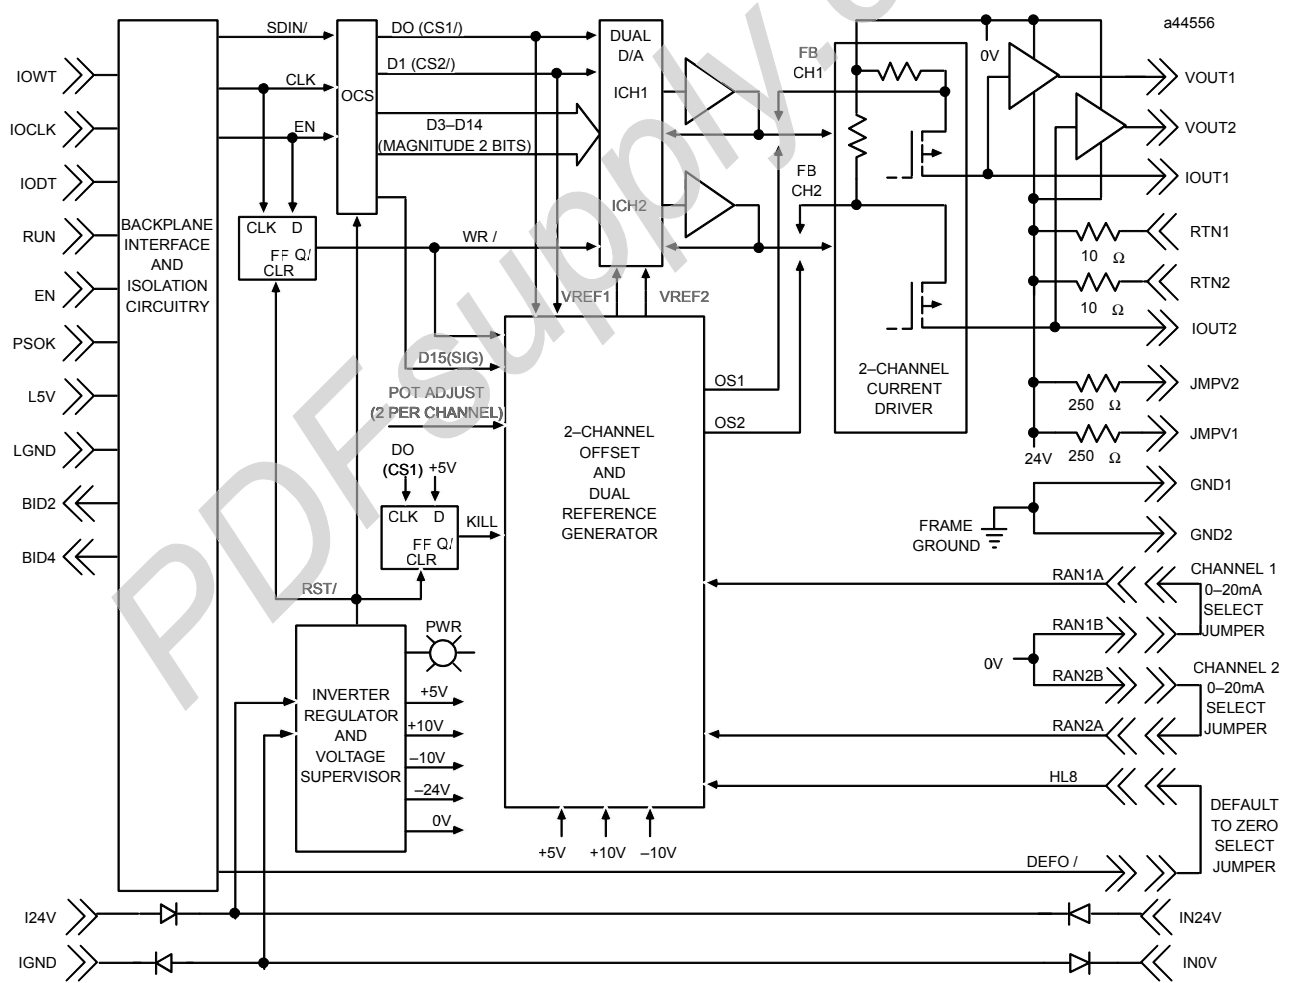 a44556
IOWT
IOCLK
IODT
RUN
EN
PSOK
L5V
LGND
BID2
BID4
I24V
IGND
BACKPLANE
INTERFACE
AND
ISOLATION
CIRCUITRY
SDIN/
CLK
EN
OCS
CLK D
FF Q/
CLR
DO (CS1/)
D1 (CS2/)
D3–D14
(MAGNITUDE 2 BITS)
WR /
DUAL
D/A
ICH1
ICH2
VREF1
VREF2
D15(SIG)
POT ADJUST
(2 PER CHANNEL)
DO
(CS1)
+5V
CLK D
FF Q/
CLR
KILL
RST/
PWR
INVERTER
REGULATOR
AND
VOLTAGE
SUPERVISOR
+5V
+10V
–10V
–24V
0V
2–CHANNEL
OFFSET
AND
DUAL
REFERENCE
GENERATOR
+5V
+10V
–10V
OS1
OS2
FB
CH1
FB
CH2
2–CHANNEL
CURRENT
DRIVER
0V
VOUT1
VOUT2
IOUT1
RTN1
10 Ω
RTN2
10 Ω
IOUT2
JMPV2
250 Ω
JMPV1
24V
250 Ω
GND1
FRAME
GROUND
GND2
RAN1A
CHANNEL 1
0–20mA
SELECT
JUMPER
RAN1B
0V
RAN2B
CHANNEL 2
0–20mA
SELECT
JUMPER
RAN2A
HL8
DEFAULT
TO ZERO
SELECT
JUMPER
DEFO /
IN24V
IN0V
PDFsupply.c